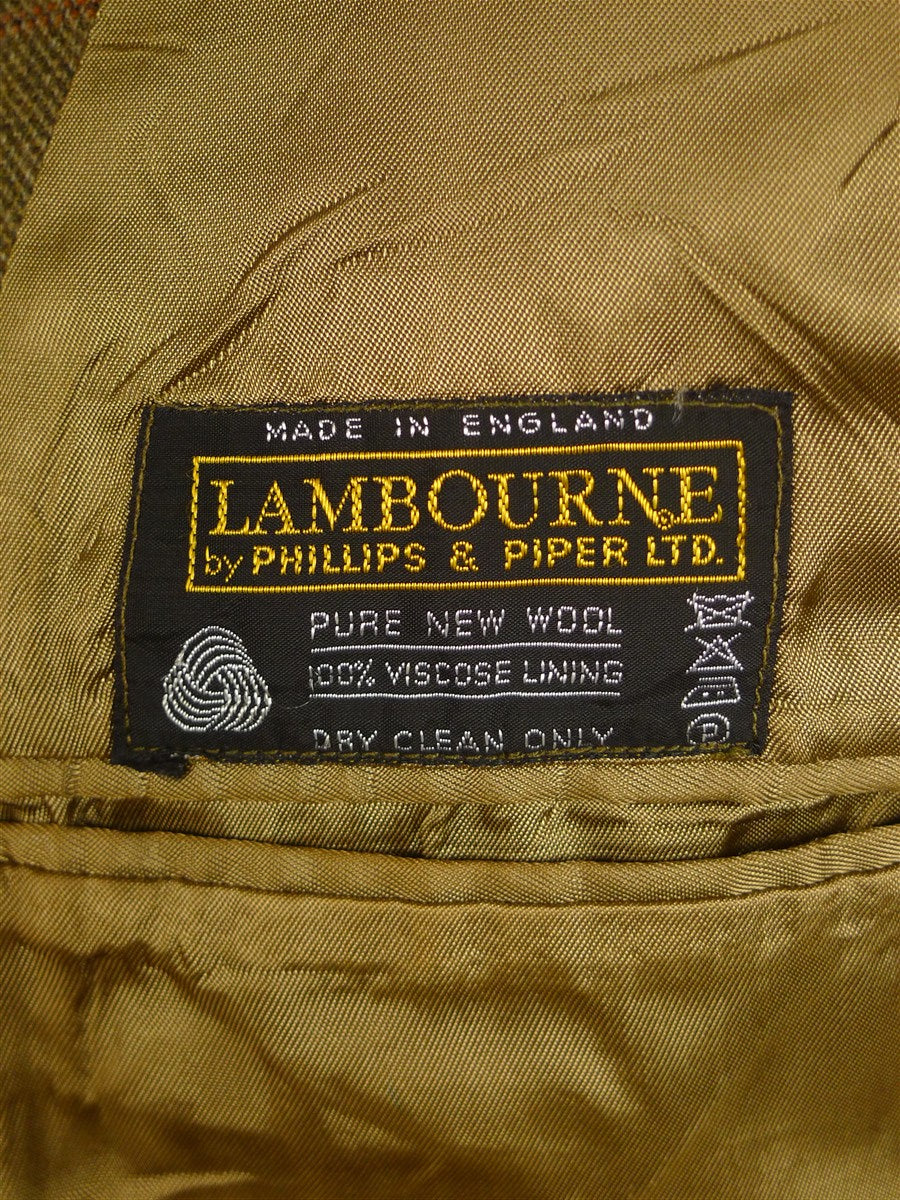 MADE IN ENGLAND
LAMBOURNE®
by PHILLIPS & PIPER LTD.
PURE NEW WOOL
100% VISCOSE LINING
DRY CLEAN ONLY
P